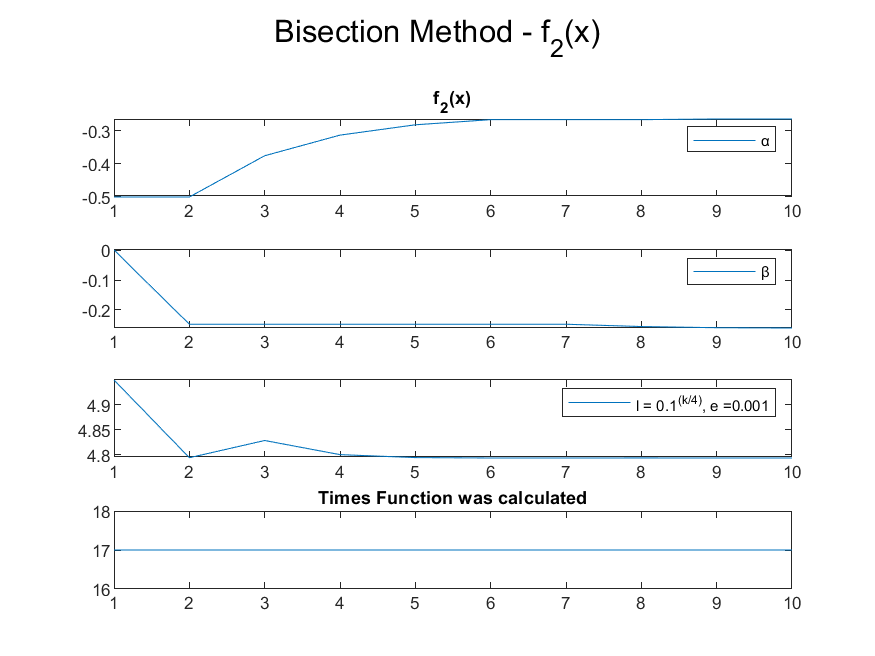 Bisection Method - f₂(x)
f₂(x)
-0.3
-0.4
-0.5
α
1 2 3 4 5 6 7 8 9 10
0
-0.1
-0.2
β
1 2 3 4 5 6 7 8 9 10
4.9
4.85
4.8
l = 0.1^(k/4), e =0.001
1 2 3 4 5 6 7 8 9 10
Times Function was calculated
18
17
16
1 2 3 4 5 6 7 8 9 10